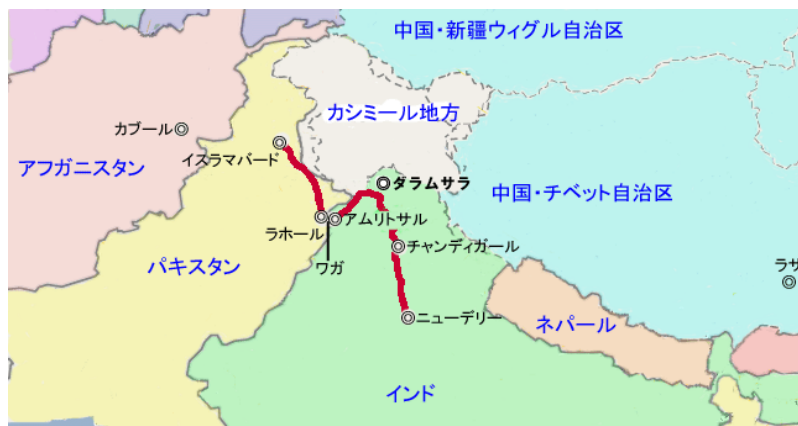 中国・新疆ウィグル自治区
カシミール地方
カブール
イスラマバード
アフガニスタン
ダラムサラ
中国・チベット自治区
ラホール
アムリトサル
チャンディガール
パキスタン
ワガ
ラサ
ニューデリー
ネパール
インド